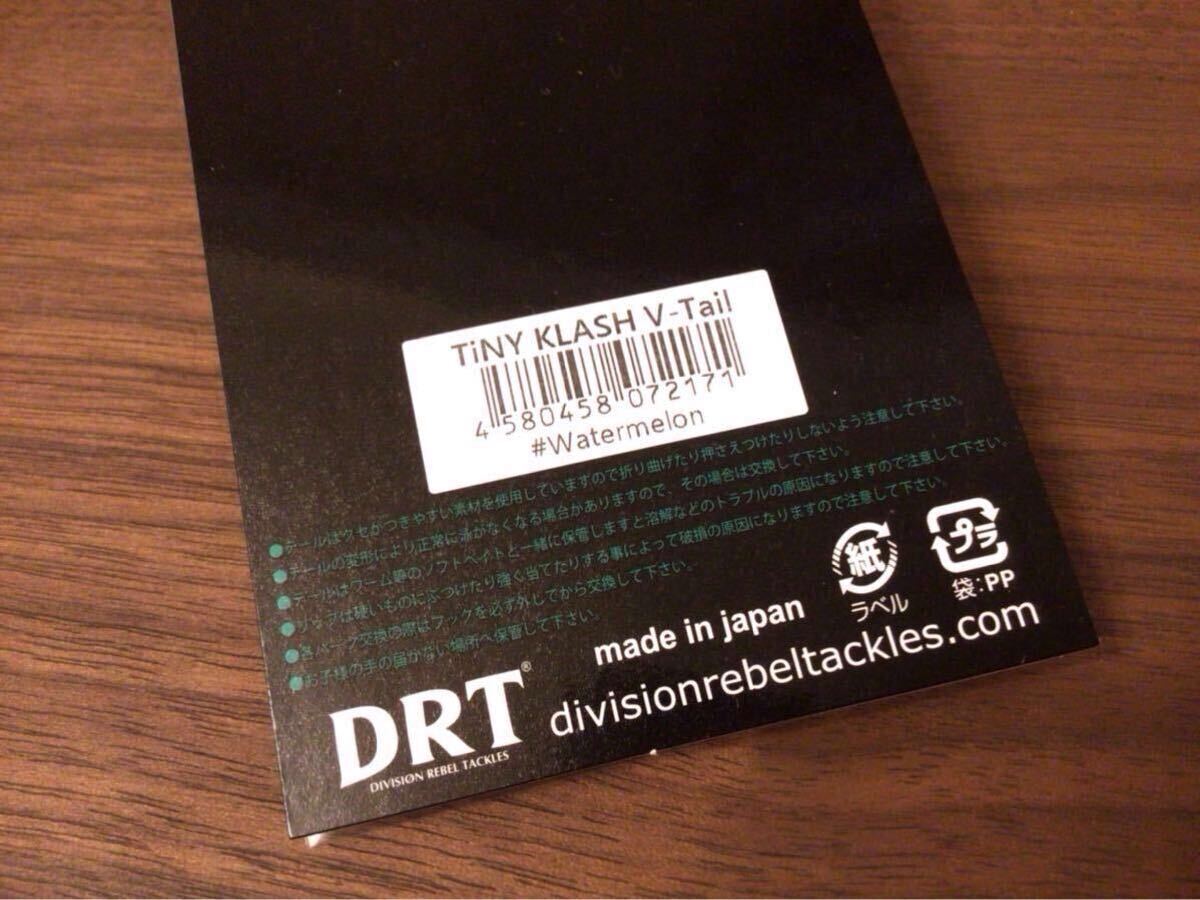 TiNY KLASH V-Tail
4 580458 072171
#Watermelon
●テールはクセがつきやすい素材を使用していますので折り曲げたり押さえつけたりしないよう注意して下さい。
●テールの変形により正常に泳がなくなる場合がありますので、その場合は交換して下さい。
●テールはワーム等のソフトベイトと一緒に保管しますと溶解などのトラブルの原因になりますので注意して下さい。
●リップは硬いものにぶつけたり強く当てたりする事によって破損の原因になりますので注意して下さい。
●各パーツ交換の際はフックを必ず外してから交換して下さい。
●お子様の手の届かない場所へ保管して下さい。
紙
ラベル
プラ
袋:PP
made in japan
DRT®
DIVISION REBEL TACKLES
divisionrebeltackles.com